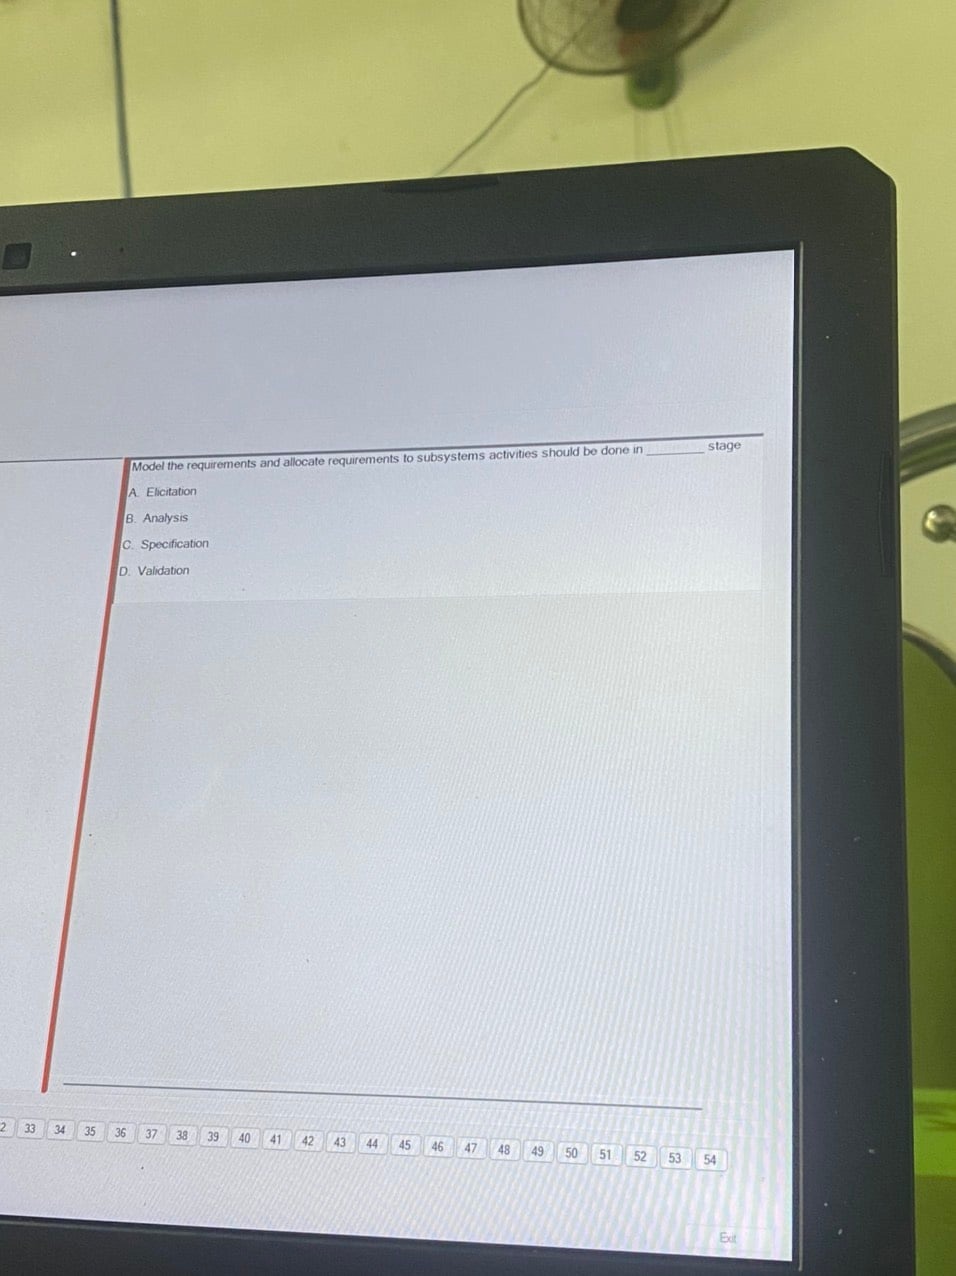 Model the requirements and allocate requirements to subsystems activities should be done in ________ stage
A. Elicitation
B. Analysis
C. Specification
D. Validation
2 33 34 35 36 37 38 39 40 41 42 43 44 45 46 47 48 49 50 51 52 53 54
Exit